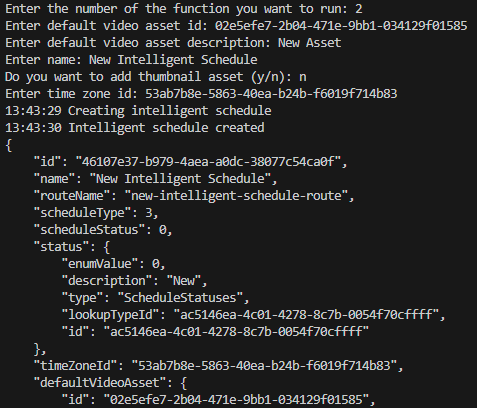 Enter the number of the function you want to run: 2
Enter default video asset id: 02e5efe7-2b04-471e-9bb1-034129f01585
Enter default video asset description: New Asset
Enter name: New Intelligent Schedule
Do you want to add thumbnail asset (y/n): n
Enter time zone id: 53ab7b8e-5863-40ea-b24b-f6019f714b83
13:43:29 Creating intelligent schedule
13:43:30 Intelligent schedule created
{
    "id": "46107e37-b979-4aea-a0dc-38077c54ca0f",
    "name": "New Intelligent Schedule",
    "routeName": "new-intelligent-schedule-route",
    "scheduleType": 3,
    "scheduleStatus": 0,
    "status": {
        "enumValue": 0,
        "description": "New",
        "type": "ScheduleStatuses",
        "lookupTypeId": "ac5146ea-4c01-4278-8c7b-0054f70cffff",
        "id": "ac5146ea-4c01-4278-8c7b-0054f70cffff"
    },
    "timeZoneId": "53ab7b8e-5863-40ea-b24b-f6019f714b83",
    "defaultVideoAsset": {
        "id": "02e5efe7-2b04-471e-9bb1-034129f01585",